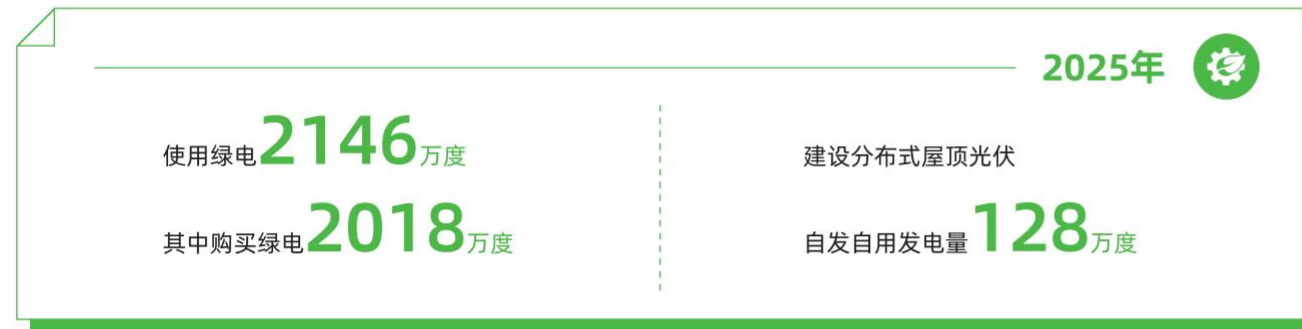 2025年
使用绿电2146万度
其中购买绿电2018万度
建设分布式屋顶光伏
自发自用发电量128万度